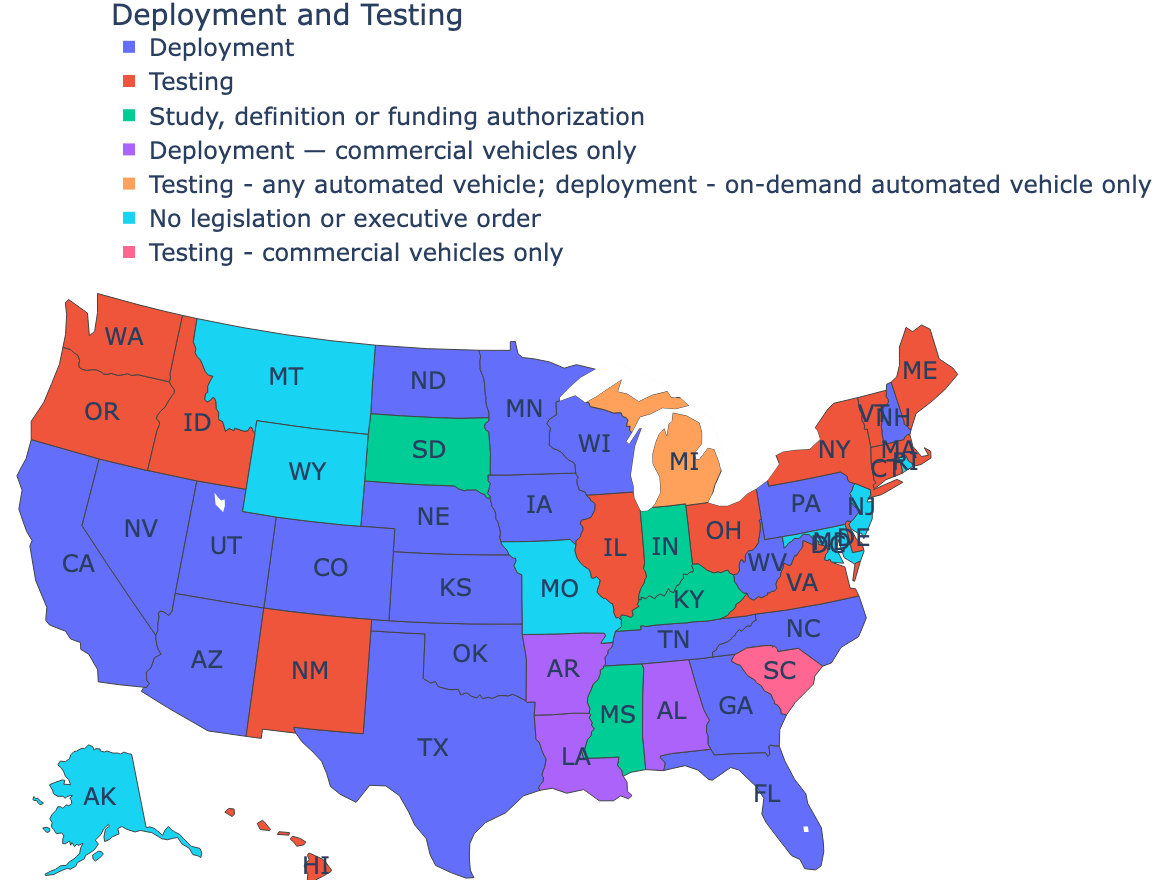 Deployment and Testing
Deployment
Testing
Study, definition or funding authorization
Deployment — commercial vehicles only
Testing - any automated vehicle; deployment - on-demand automated vehicle only
No legislation or executive order
Testing - commercial vehicles only
WA
ME
MT
ND
OR
ID
MN
VT
NH
WI
NY
MA
SD
MI
RI
CT
WY
IA
PA
NJ
NE
NV
OH
DE
MD
DC
UT
IL
IN
CA
CO
WV
KS
MO
VA
KY
NC
TN
OK
AZ
NM
AR
SC
MS
AL
GA
TX
LA
AK
FL
HI